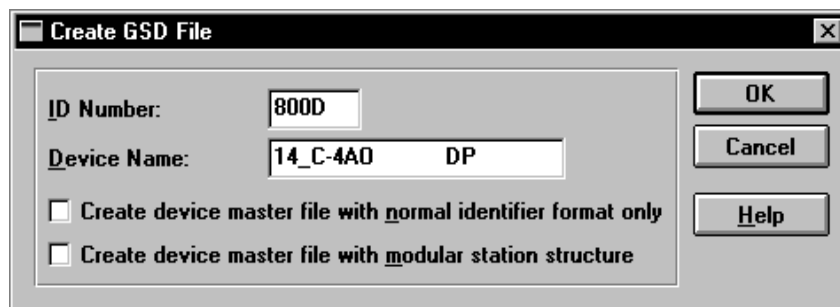 Create GSD File
ID Number: 800D
OK
Device Name: 14_C-4AO DP
Cancel
Create device master file with normal identifier format only
Help
Create device master file with modular station structure